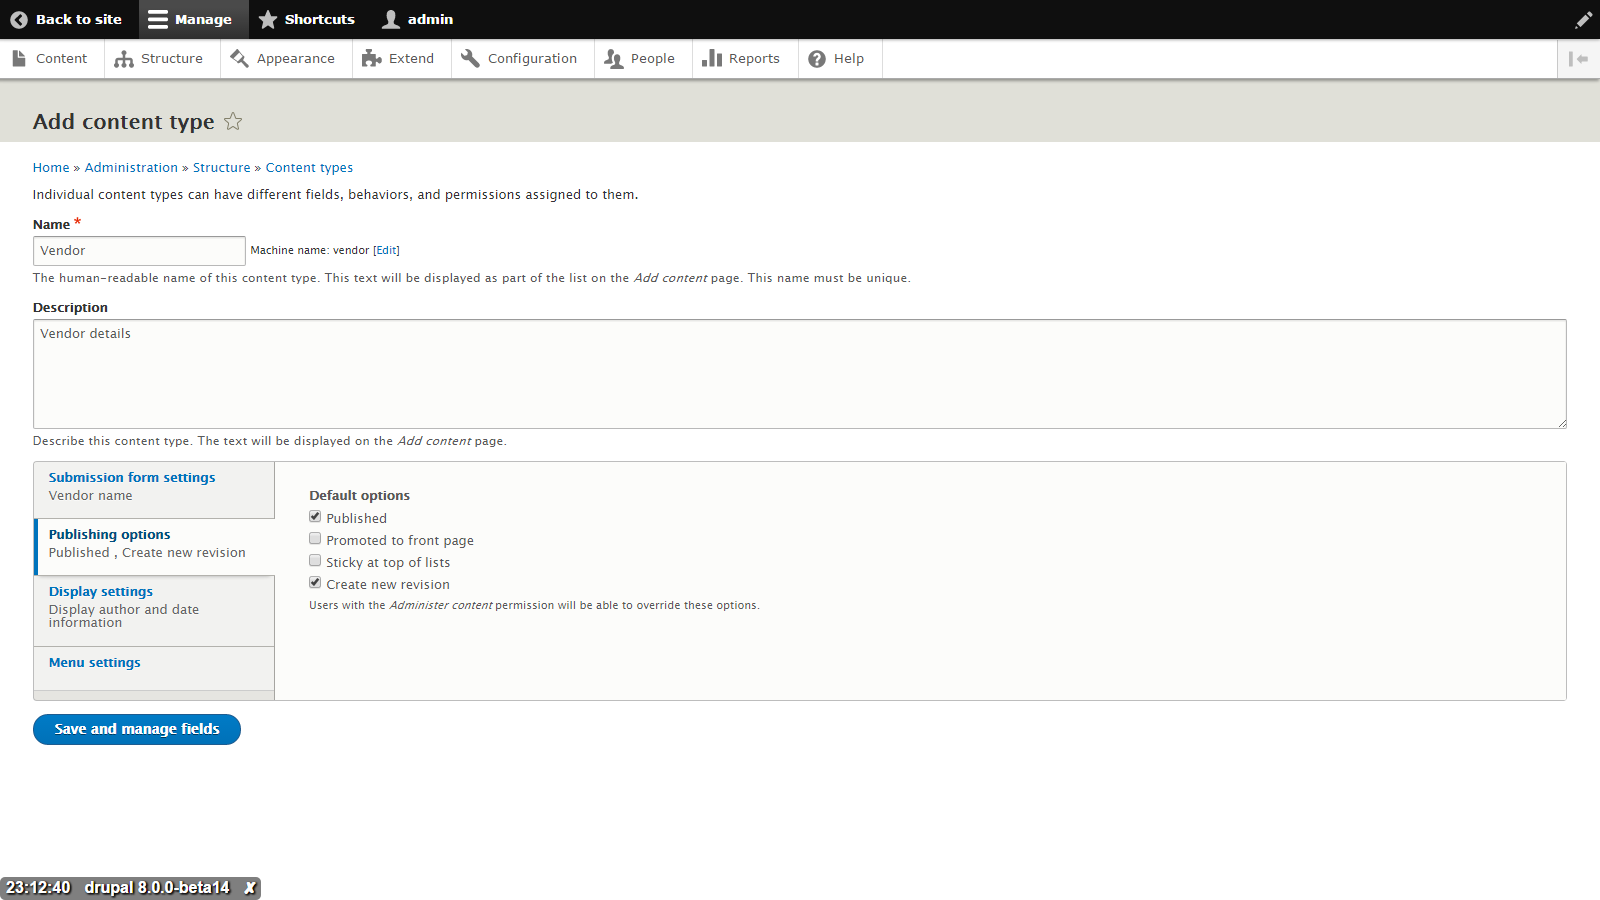 Back to site Manage Shortcuts admin
Content Structure Appearance Extend Configuration People Reports Help
Add content type
Home » Administration » Structure » Content types
Individual content types can have different fields, behaviors, and permissions assigned to them.
Name *
Vendor Machine name: vendor [Edit]
The human-readable name of this content type. This text will be displayed as part of the list on the Add content page. This name must be unique.
Description
Vendor details
Describe this content type. The text will be displayed on the Add content page.
Submission form settings
Vendor name
Publishing options
Published , Create new revision
Display settings
Display author and date
information
Menu settings
Default options
Published
Promoted to front page
Sticky at top of lists
Create new revision
Users with the Administer content permission will be able to override these options.
Save and manage fields
23:12:40 drupal 8.0.0-beta14 x